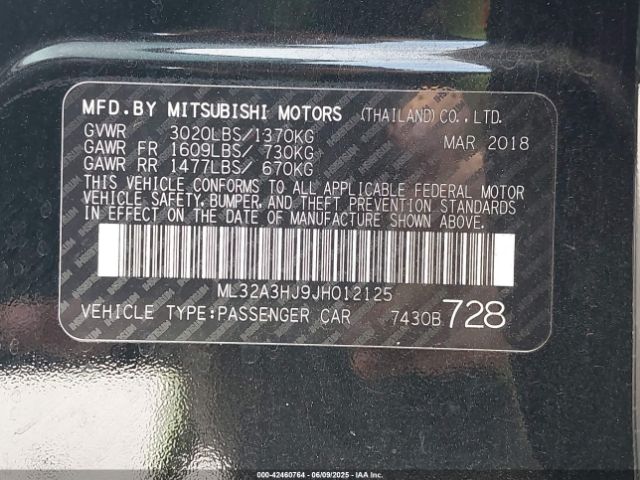 MFD.BY MITSUBISHI MOTORS (THAILAND)CO.,LTD.
GVWR 3020LBS/1370KG MAR 2018
GAWR FR 1609LBS/ 730KG
GAWR RR 1477LBS/ 670KG
THIS VEHICLE CONFORMS TO ALL APPLICABLE FEDERAL MOTOR
VEHICLE SAFETY, BUMPER, AND THEFT PREVENTION STANDARDS
IN EFFECT ON THE DATE OF MANUFACTURE SHOWN ABOVE.
ML32A3HJ9JH012125
VEHICLE TYPE:PASSENGER CAR 7430B 728
000-42460764 - 06/09/2025 - IAA Inc.